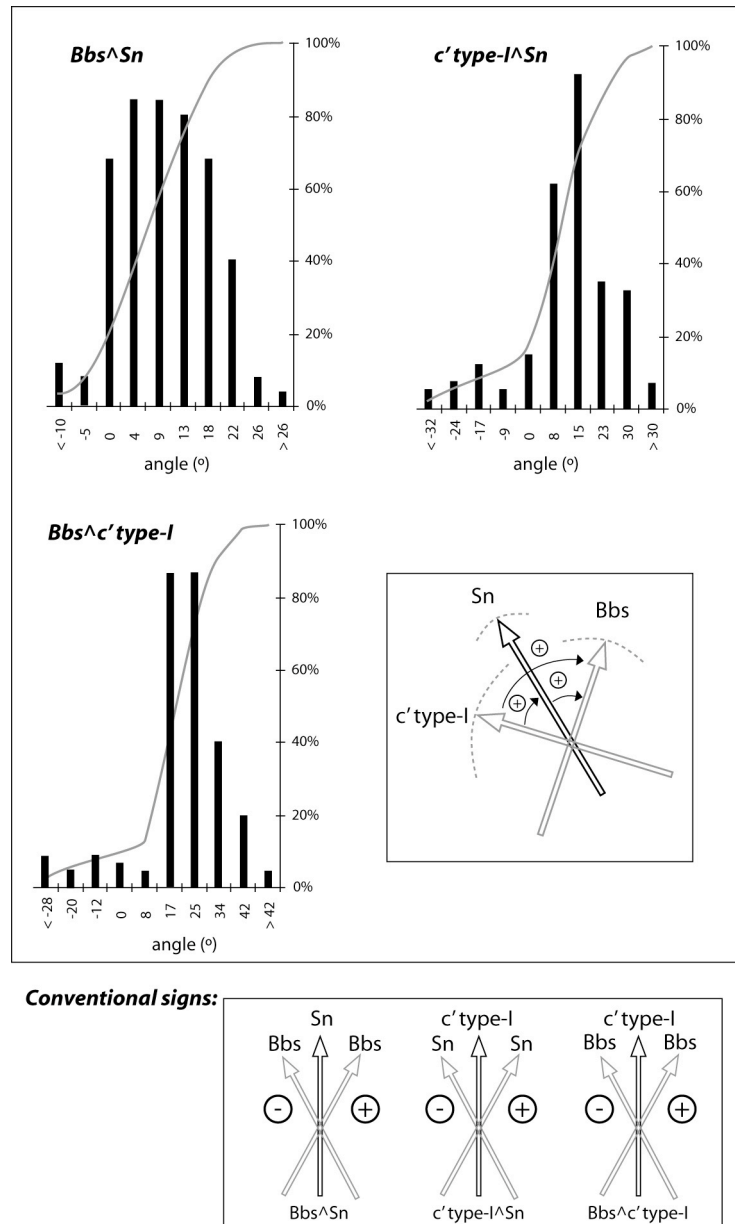 Bbs^Sn
100%
80%
60%
40%
20%
0%
< -10
-5
0
4
9
13
18
22
26
> 26
angle (º)
c' type-I^Sn
100%
80%
60%
40%
20%
0%
< -32
-24
-17
-9
0
8
15
23
30
> 30
angle (º)
Bbs^c' type-I
100%
80%
60%
40%
20%
0%
< -28
-20
-12
0
8
17
25
34
42
> 42
angle (º)
Sn
Bbs
c' type-I
+
+
+
Conventional signs:
Sn
Bbs Bbs
- +
Bbs^Sn
c' type-I
Sn Sn
- +
c' type-I^Sn
c' type-I
Bbs Bbs
- +
Bbs^c' type-I